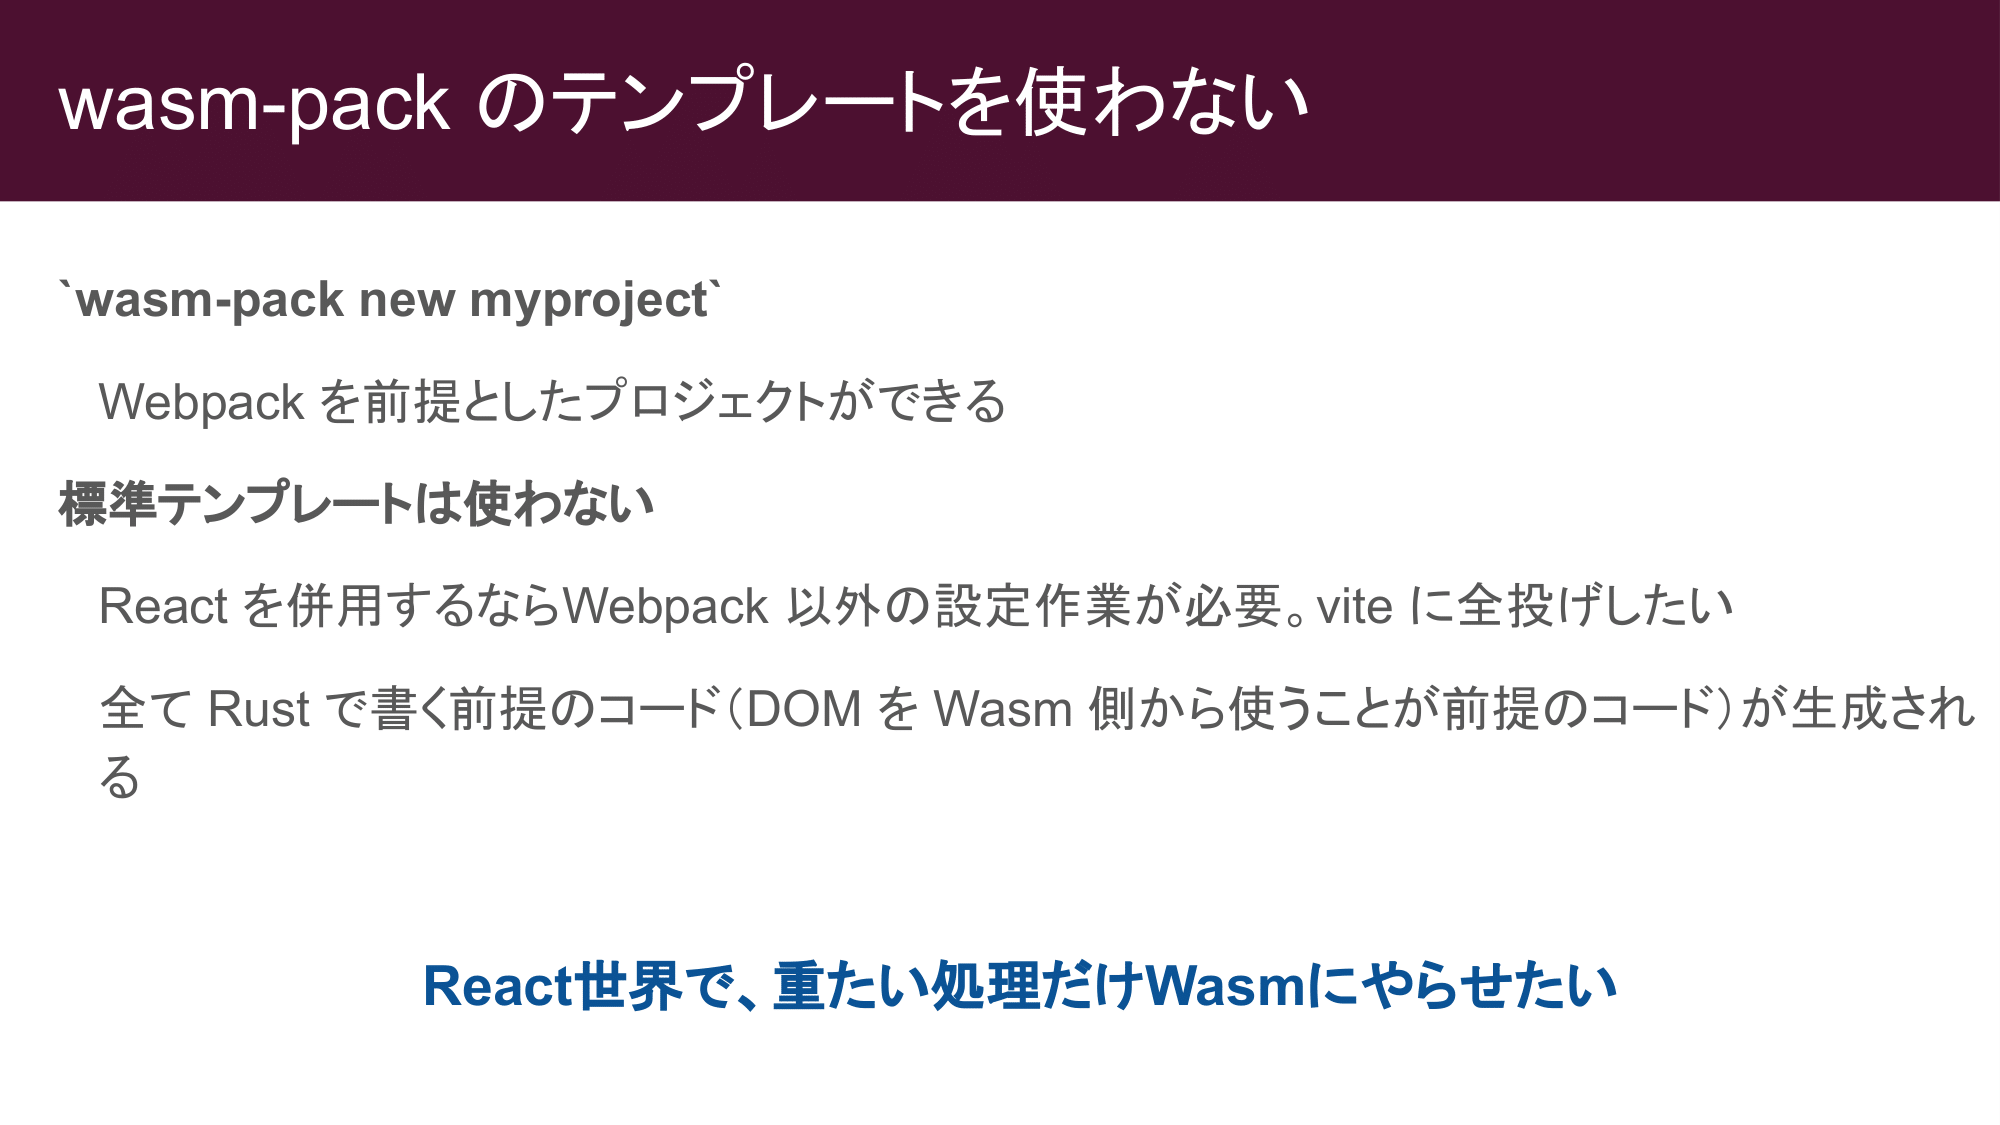 wasm-pack のテンプレートを使わない
`wasm-pack new myproject`
Webpack を前提としたプロジェクトができる
標準テンプレートは使わない
React を併用するならWebpack 以外の設定作業が必要。vite に全投げしたい
全て Rust で書く前提のコード（DOM を Wasm 側から使うことが前提のコード）が生成され
る
React世界で、重たい処理だけWasmにやらせたい